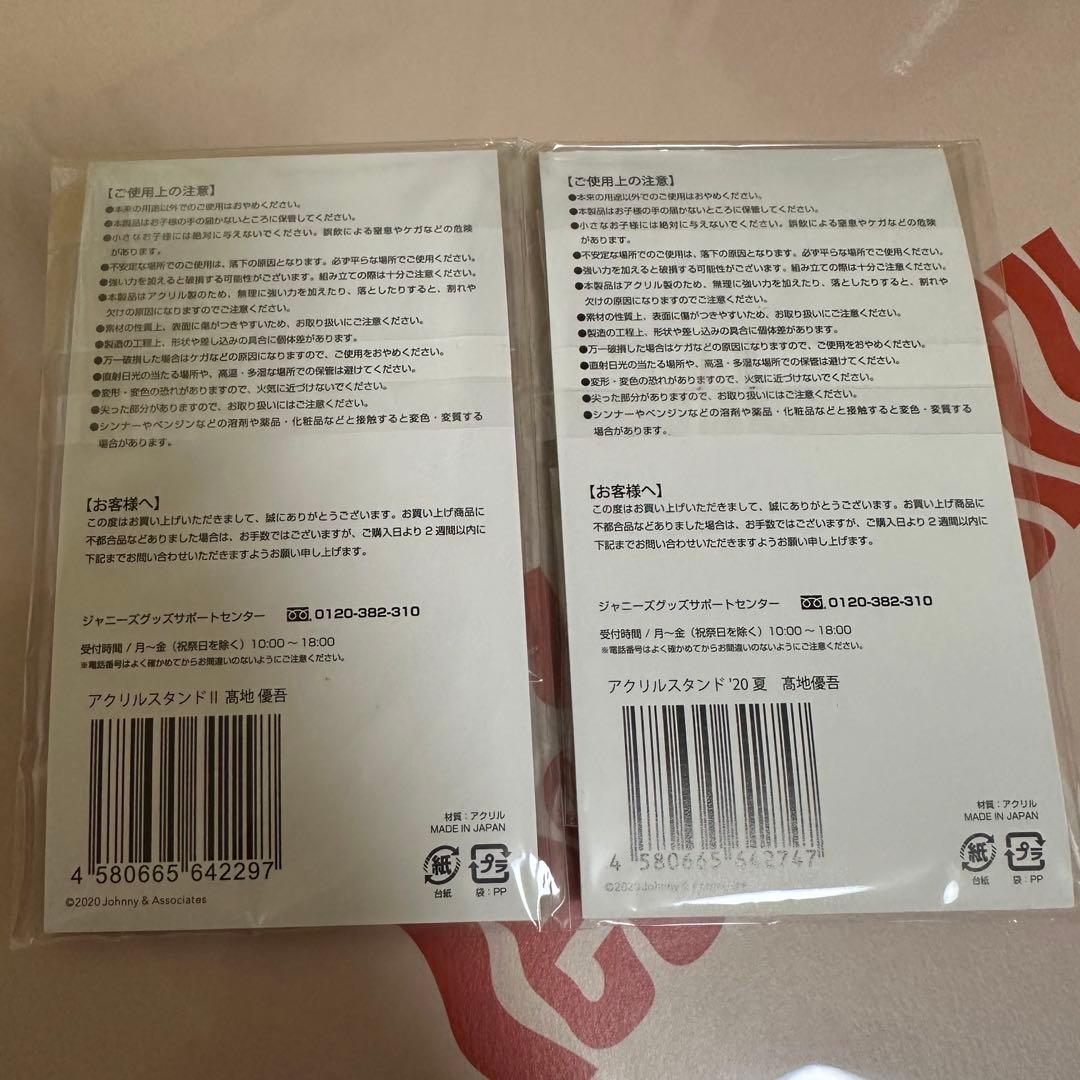 【ご使用上の注意】
●本来の用途以外でのご使用はおやめください。
●本製品はお子様の手の届かないところに保管してください。
●小さなお子様には絶対に与えないでください。誤飲による窒息やケガなどの危険
があります。
●不安定な場所でのご使用は、落下の原因となります。必ず平らな場所でご使用ください。
●強い力を加えると破損する可能性がございます。組み立ての際は十分ご注意ください。
●本製品はアクリル製のため、無理に強い力を加えたり、落としたりすると、割れや
欠けの原因になりますのでご注意ください。
●素材の性質上、表面に傷がつきやすいため、お取り扱いにご注意ください。
●製造の工程上、形状や差し込みの具合に個体差があります。
●万一破損した場合はケガなどの原因になりますので、ご使用をおやめください。
●直射日光の当たる場所や、高温・多湿な場所での保管は避けてください。
●変形・変色の恐れがありますので、火気に近づけないでください。
●尖った部分がありますので、お取り扱いにはご注意ください。
●シンナーやベンジンなどの溶剤や薬品・化粧品などと接触すると変色・変質する
場合があります。
【お客様へ】
この度はお買い上げいただきまして、誠にありがとうございます。お買い上げ商品に
不都合品などありました場合は、お手数ではございますが、ご購入日より2週間以内に
下記までお問い合わせいただきますようお願い申し上げます。
ジャニーズグッズサポートセンター 0120-382-310
受付時間 / 月〜金（祝祭日を除く）10:00〜18:00
※電話番号はよく確かめてからお間違いのないようにご注意ください。
アクリルスタンドII 髙地 優吾
4 580665 642297
©2020 Johnny & Associates
材質：アクリル
MADE IN JAPAN
紙
プラ
台紙
袋：PP
【ご使用上の注意】
●本来の用途以外でのご使用はおやめください。
●本製品はお子様の手の届かないところに保管してください。
●小さなお子様には絶対に与えないでください。誤飲による窒息やケガなどの危険
があります。
●不安定な場所でのご使用は、落下の原因となります。必ず平らな場所でご使用ください。
●強い力を加えると破損する可能性がございます。組み立ての際は十分ご注意ください。
●本製品はアクリル製のため、無理に強い力を加えたり、落としたりすると、割れや
欠けの原因になりますのでご注意ください。
●素材の性質上、表面に傷がつきやすいため、お取り扱いにご注意ください。
●製造の工程上、形状や差し込みの具合に個体差があります。
●万一破損した場合はケガなどの原因になりますので、ご使用をおやめください。
●直射日光の当たる場所や、高温・多湿な場所での保管は避けてください。
●変形・変色の恐れがありますので、火気に近づけないでください。
●尖った部分がありますので、お取り扱いにはご注意ください。
●シンナーやベンジンなどの溶剤や薬品・化粧品などと接触すると変色・変質する
場合があります。
【お客様へ】
この度はお買い上げいただきまして、誠にありがとうございます。お買い上げ商品に
不都合品などありました場合は、お手数ではございますが、ご購入日より2週間以内に
下記までお問い合わせいただきますようお願い申し上げます。
ジャニーズグッズサポートセンター 0120-382-310
受付時間 / 月〜金（祝祭日を除く）10:00〜18:00
※電話番号はよく確かめてからお間違いのないようにご注意ください。
アクリルスタンド '20 夏 髙地優吾
4 580665 642747
©2020 Johnny & Associates
材質：アクリル
MADE IN JAPAN
紙
プラ
台紙
袋：PP